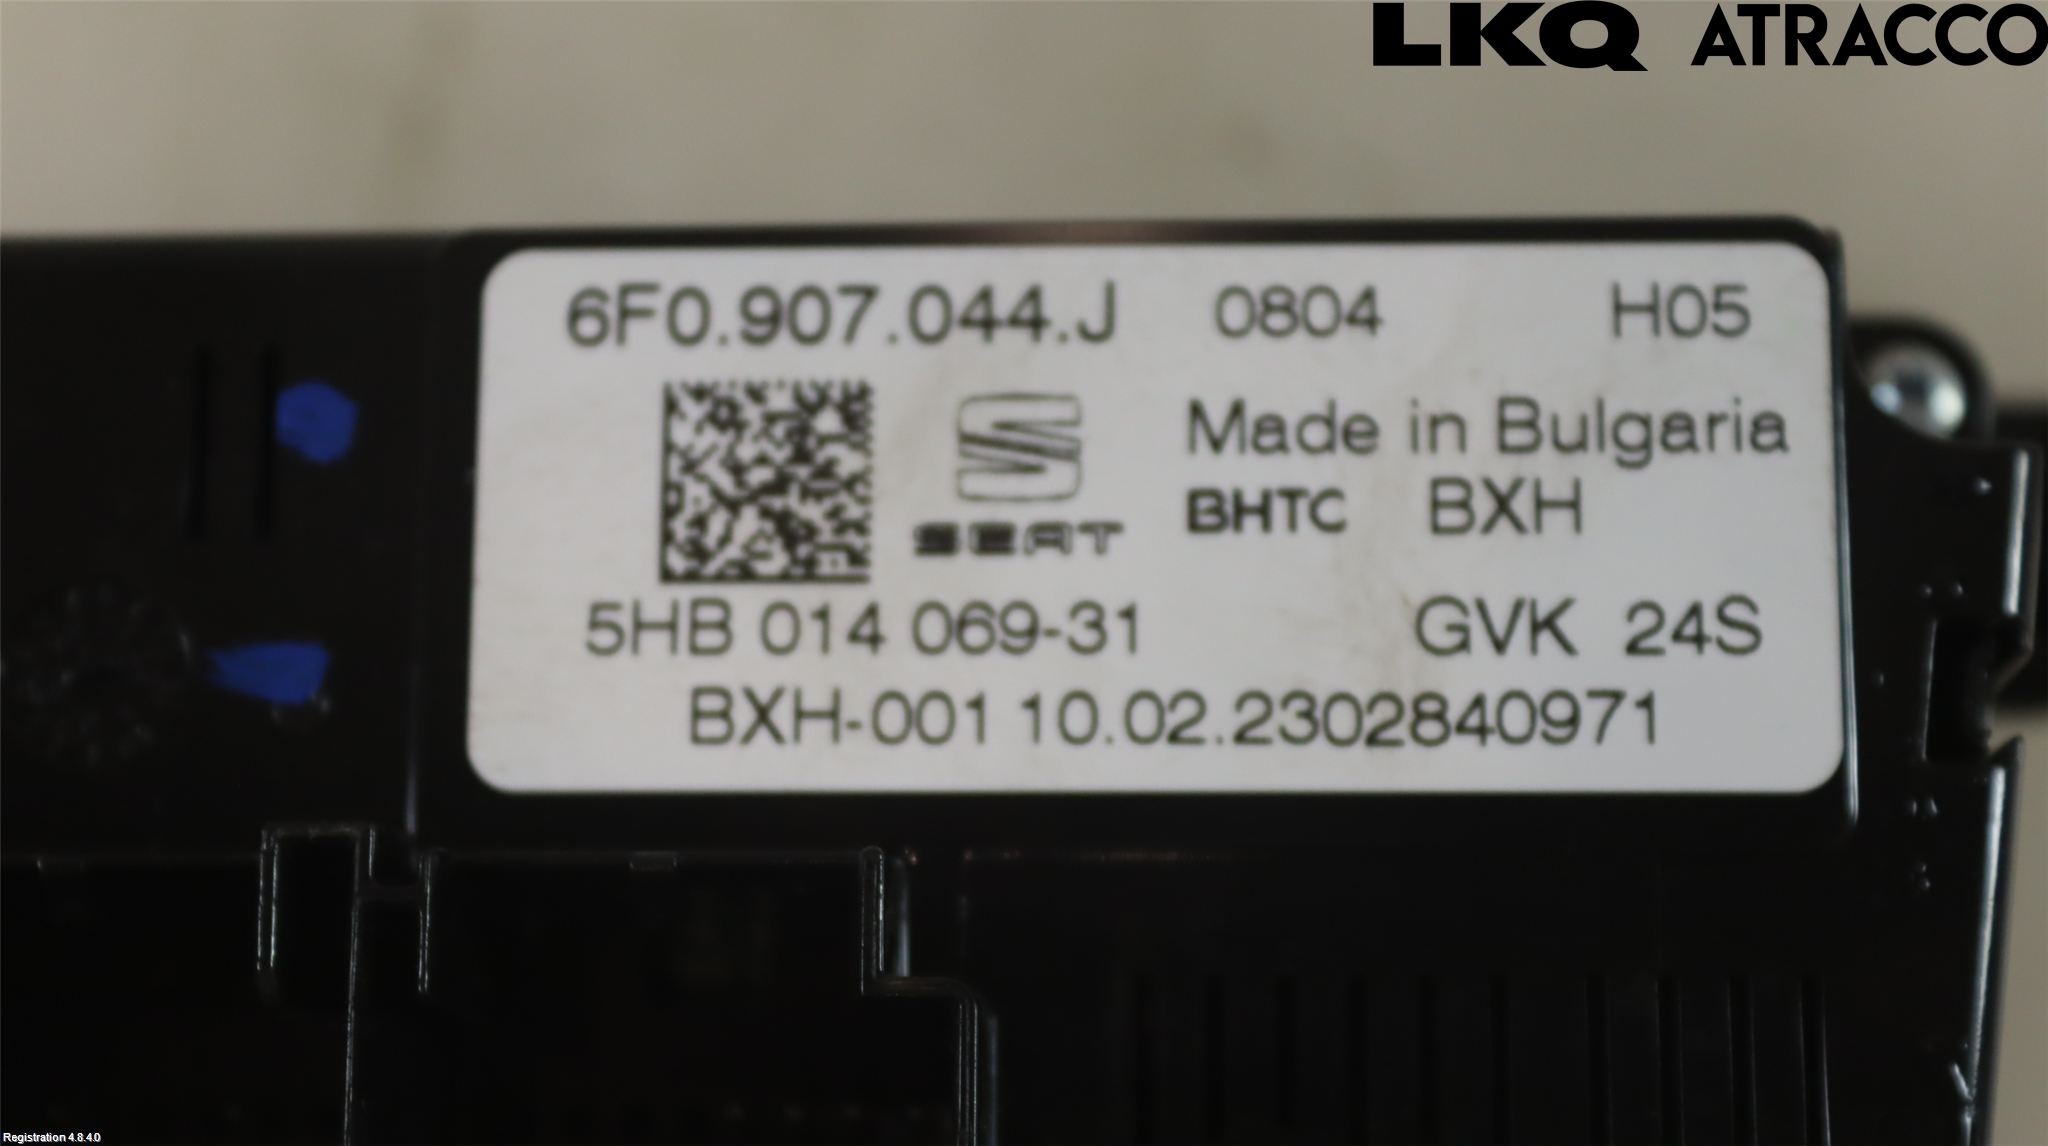 LKQ ATRACCO
6F0.907.044.J 0804 H05
SEAT
Made in Bulgaria
BHTC BXH
5HB 014 069-31 GVK 24S
BXH-001 10.02.2302840971
Registration 4.8.4.0